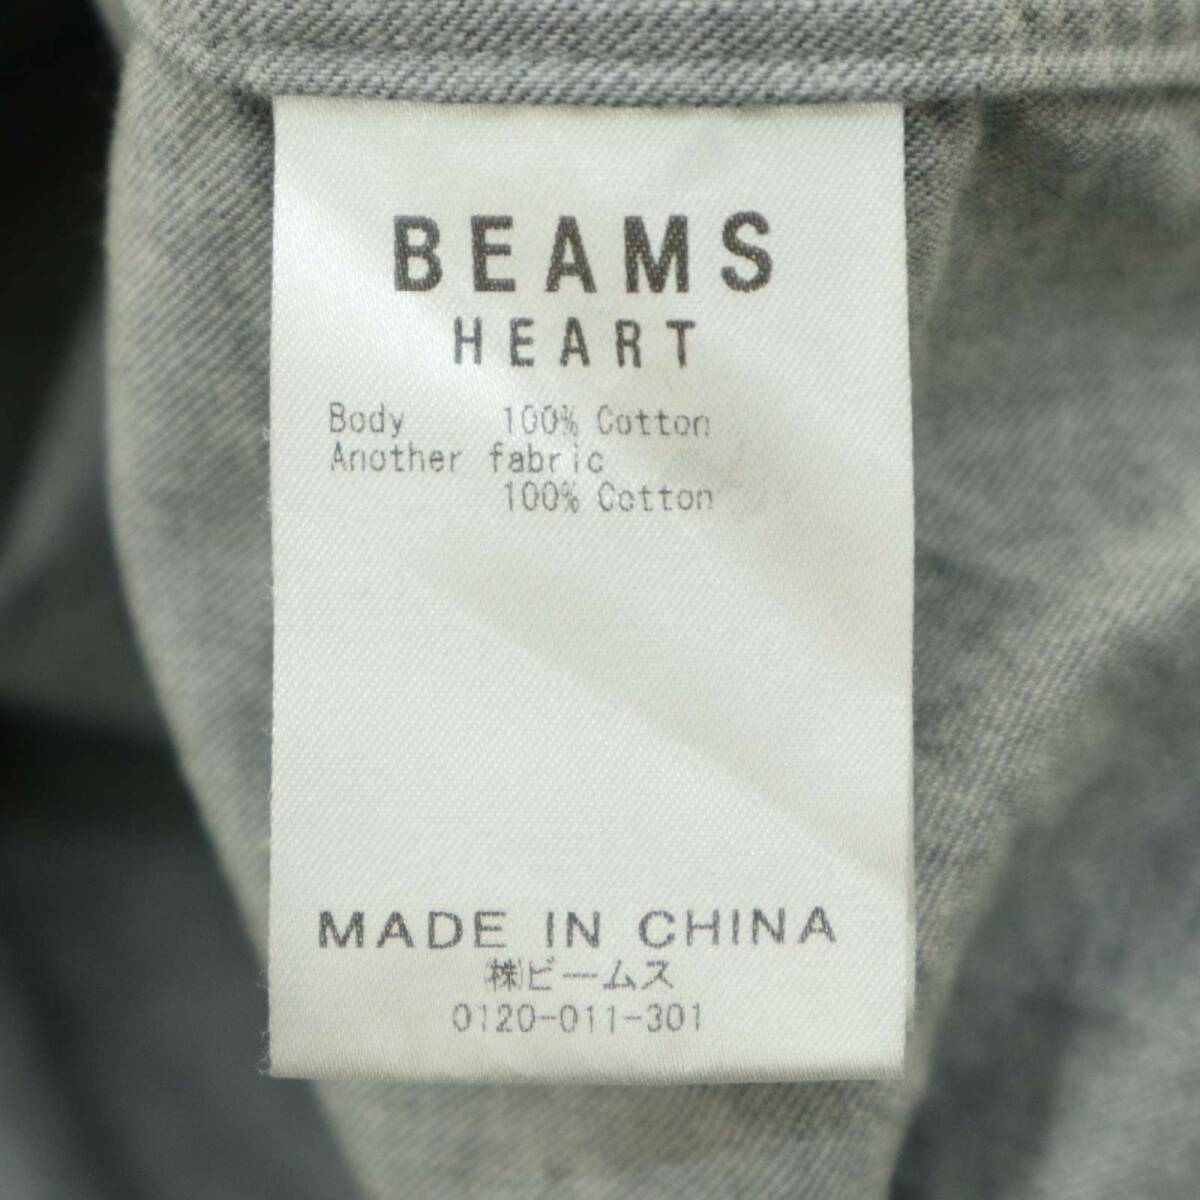 BEAMS
HEART
Body 100% Cotton
Another fabric
100% Cotton
MADE IN CHINA
㈱ビームス
0120-011-301